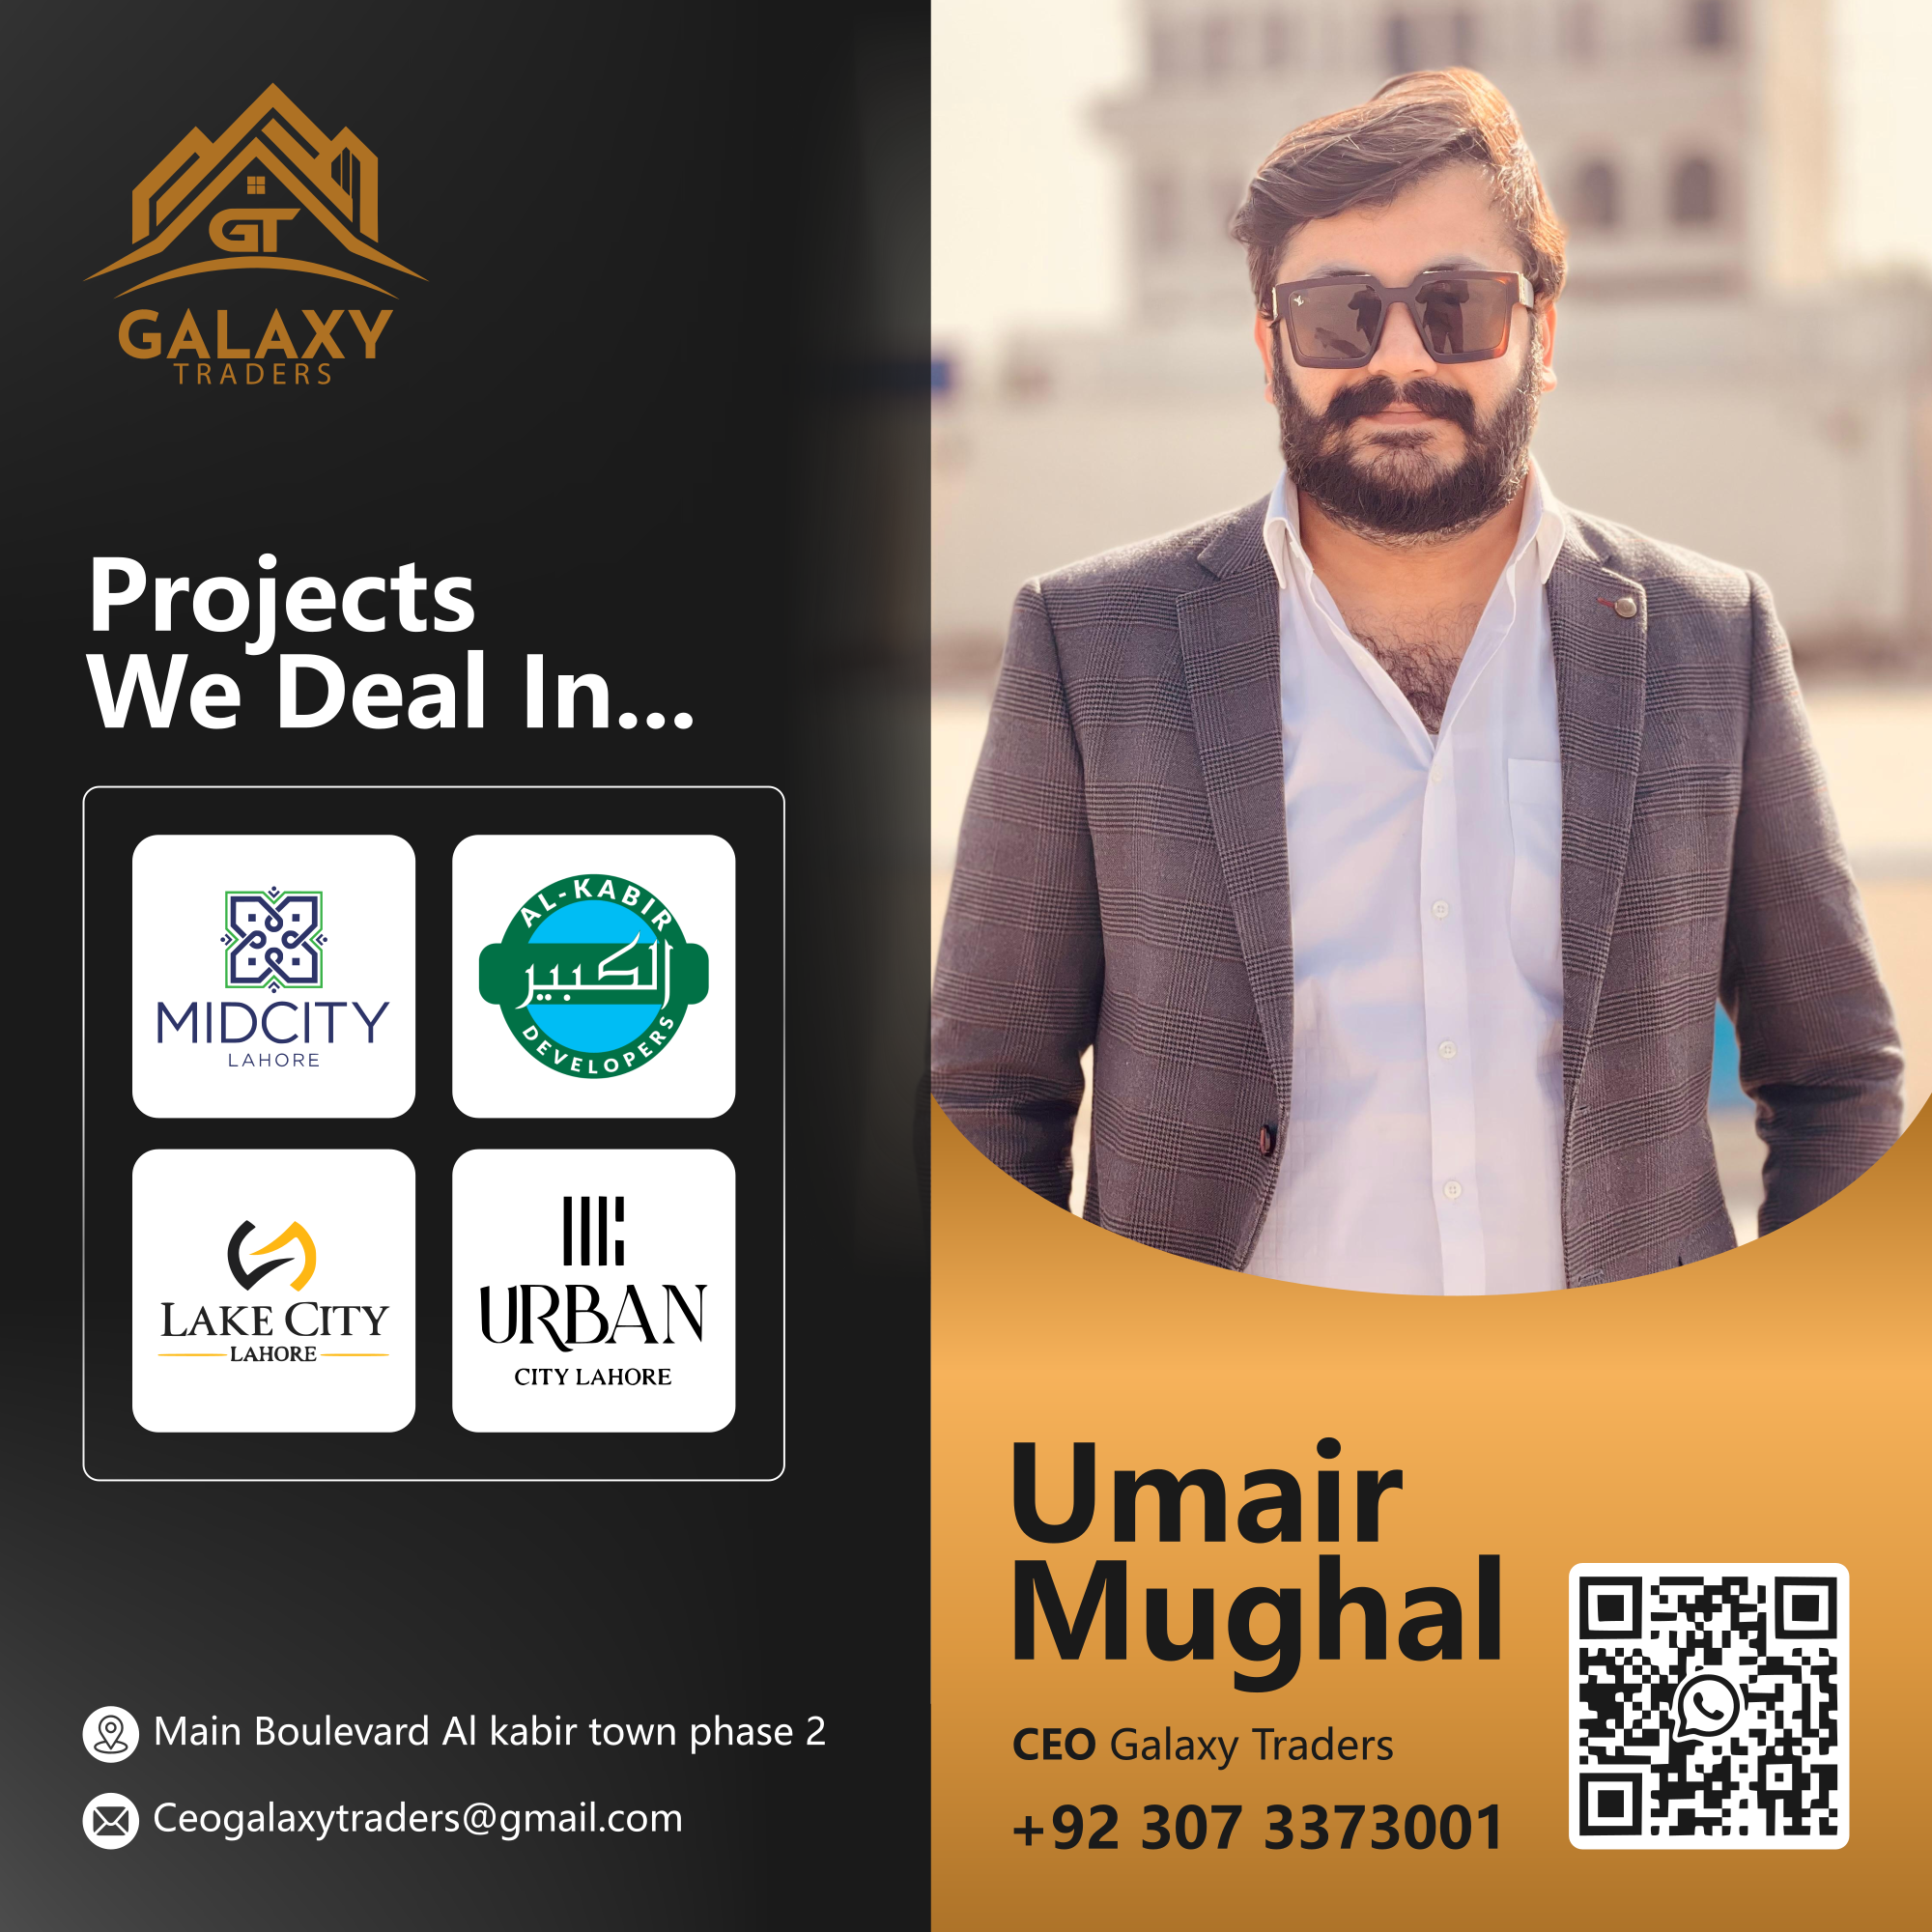 GT
GALAXY
TRADERS
Projects
We Deal In...
MIDCITY
LAHORE
AL-KABIR
الكبير
DEVELOPERS
LAKE CITY
LAHORE
URBAN
CITY LAHORE
Main Boulevard Al kabir town phase 2
Ceogalaxytraders@gmail.com
Umair
Mughal
CEO Galaxy Traders
+92 307 3373001